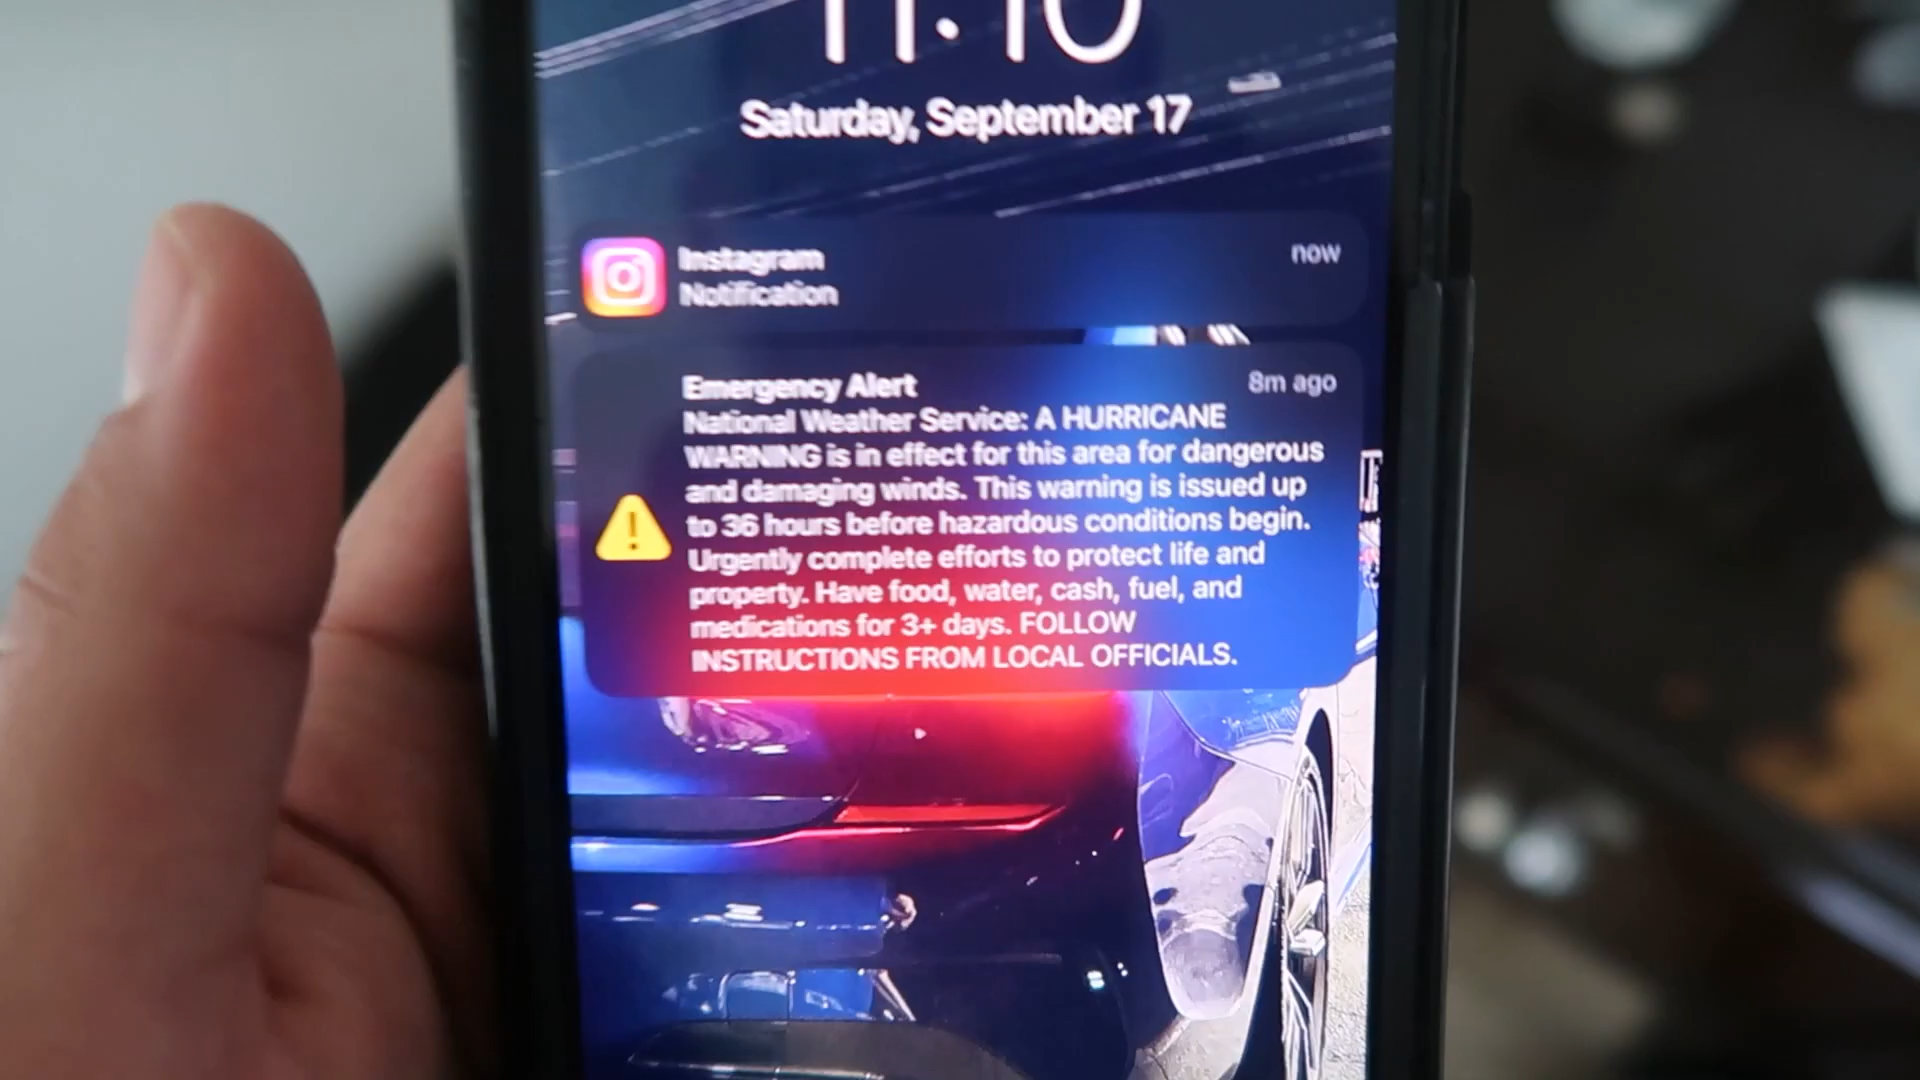 11:10
Saturday, September 17
Instagram
now
Notification
Emergency Alert
8m ago
National Weather Service: A HURRICANE
WARNING is in effect for this area for dangerous
and damaging winds. This warning is issued up
to 36 hours before hazardous conditions begin.
Urgently complete efforts to protect life and
property. Have food, water, cash, fuel, and
medications for 3+ days. FOLLOW
INSTRUCTIONS FROM LOCAL OFFICIALS.